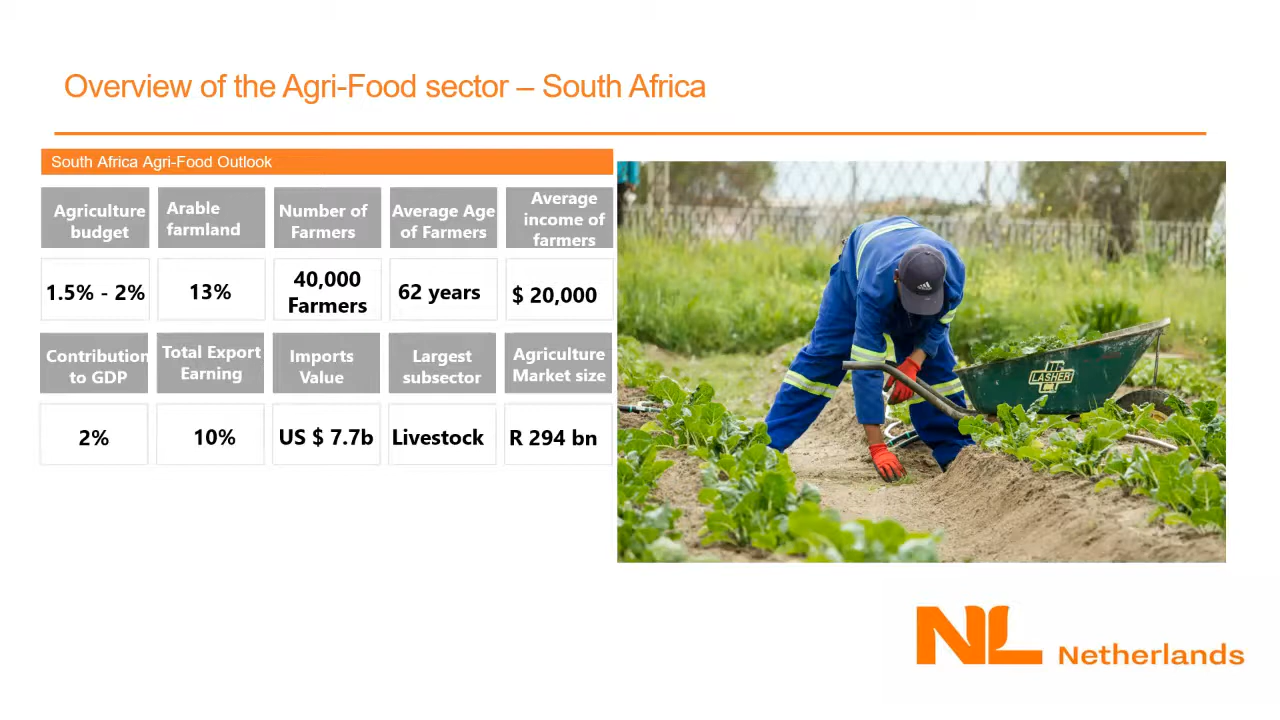 Overview of the Agri-Food sector – South Africa
South Africa Agri-Food Outlook
Agriculture
budget
Arable
farmland
Number of
Farmers
Average Age
of Farmers
Average
income of
farmers
1.5% - 2%
13%
40,000
Farmers
62 years
$ 20,000
Contribution
to GDP
Total Export
Earning
Imports
Value
Largest
subsector
Agriculture
Market size
2%
10%
US $ 7.7b
Livestock
R 294 bn
LASHER
NL Netherlands